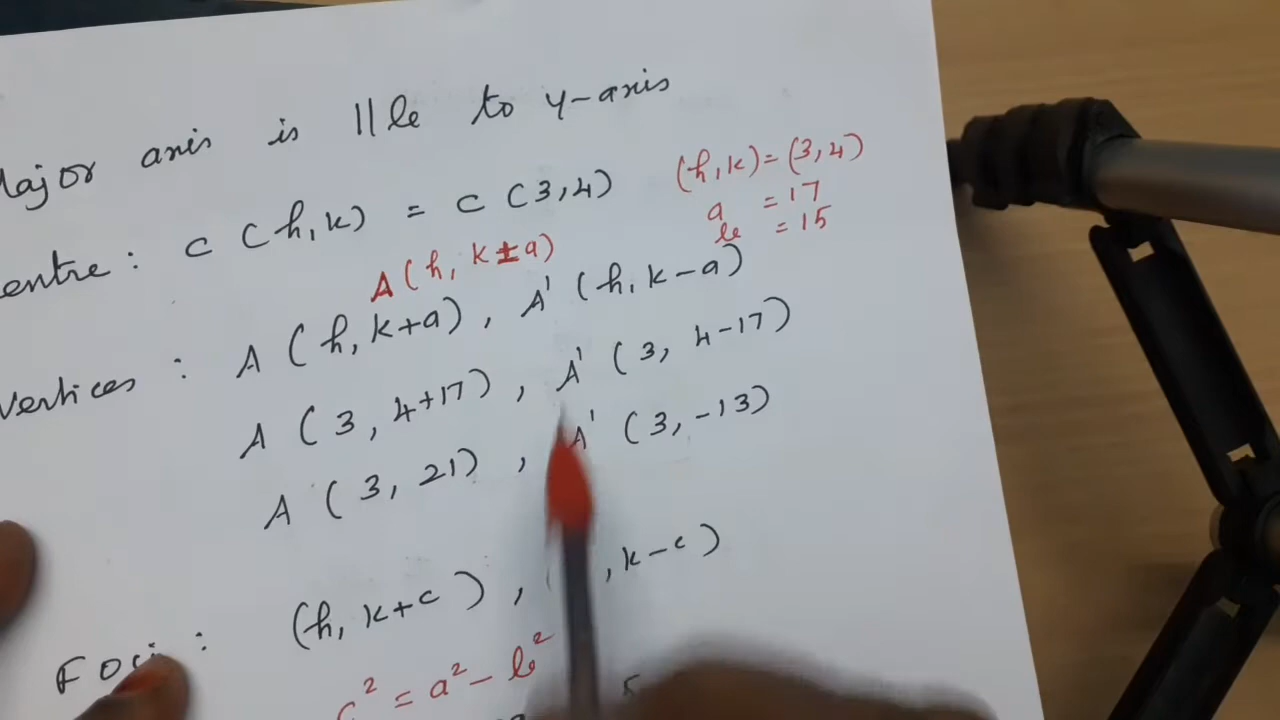 Major axis is ||le to y-axis
Centre: C (h, k) = C (3, 4)
(h, k) = (3, 4)
a = 17
b = 15
A (h, k ± a)
Vertices : A (h, k+a), A' (h, k-a)
A (3, 4+17), A' (3, 4-17)
A (3, 21), A' (3, -13)
Foci : (h, k+c), , k-c)
c² = a² - b²